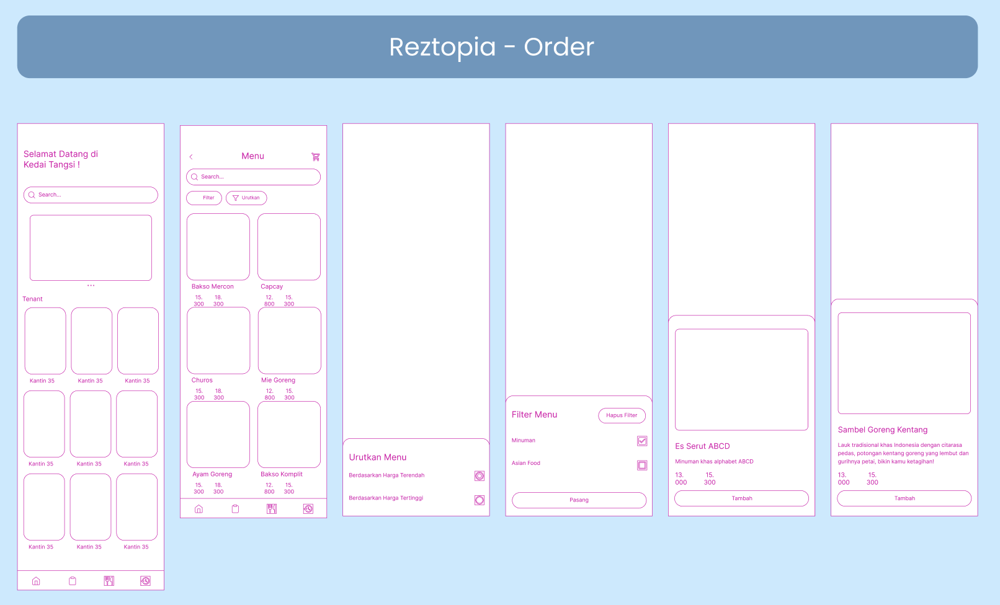 Reztopia - Order
Selamat Datang di
Kedai Tangsi !
Search...
Tenant
Kantin 35
Kantin 35
Kantin 35
Kantin 35
Kantin 35
Kantin 35
Kantin 35
Kantin 35
Kantin 35
Menu
Search...
Filter
Urutkan
Bakso Mercon
Capcay
15. 18. 12. 15.
300 300 800 300
Churos
Mie Goreng
15. 18. 12. 15.
300 300 800 300
Ayam Goreng
Bakso Komplit
15. 18. 12. 15.
300 300 800 300
Urutkan Menu
Berdasarkan Harga Terendah
Berdasarkan Harga Tertinggi
Filter Menu
Hapus Filter
Minuman
Asian Food
Pasang
Es Serut ABCD
Minuman khas alphabet ABCD
13. 15.
000 300
Tambah
Sambel Goreng Kentang
Lauk tradisional khas Indonesia dengan citarasa
pedas, potongan kentang goreng yang lembut dan
gurihnya petai, bikin kamu ketagihan!
13. 15.
000 300
Tambah